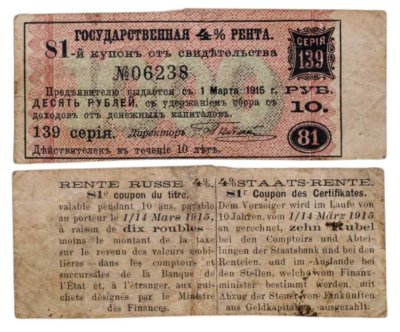 ГОСУДАРСТВЕННАЯ 4% РЕНТА.
81-й купонъ отъ свидѣтельства
№06238
СЕРІЯ
139
Предъявителю выдается съ 1 Марта 1915 г.
ДЕСЯТЬ РУБЛЕЙ, съ удержаніемъ сбора съ
доходовъ отъ денежныхъ капиталовъ.
РУБ.
10.
139 серія. Директоръ
81
Дѣйствителенъ въ теченіе 10 лѣтъ.
RENTE RUSSE 4%
81e coupon du titre,
valable pendant 10 ans, payable
au porteur le 1/14 Mars 1915,
à raison de dix roubles
moins le montant de la taxe
sur le revenu des valeurs mobi-
lières dans les comptoirs et
succursales de la Banque de
l'État et, à l'étranger, aux gui-
chets désignés par le Ministre
des Finances.
4% STAATS-RENTE.
81e Coupon des Certifikates.
Dem Vorzeiger wird im Laufe von
10 Jahren, vom 1/14 März 1915
an gerechnet, zehn Rubel
bei den Comptoirs und Abtei-
lungen der Staatsbank und bei den
Renteien, und im Auslande bei
den Stellen, welche vom Finanz-
minister bestimmt werden, mit
Abzug der Steuer von Einkünften
aus Geldkapitalien, ausgezahlt.